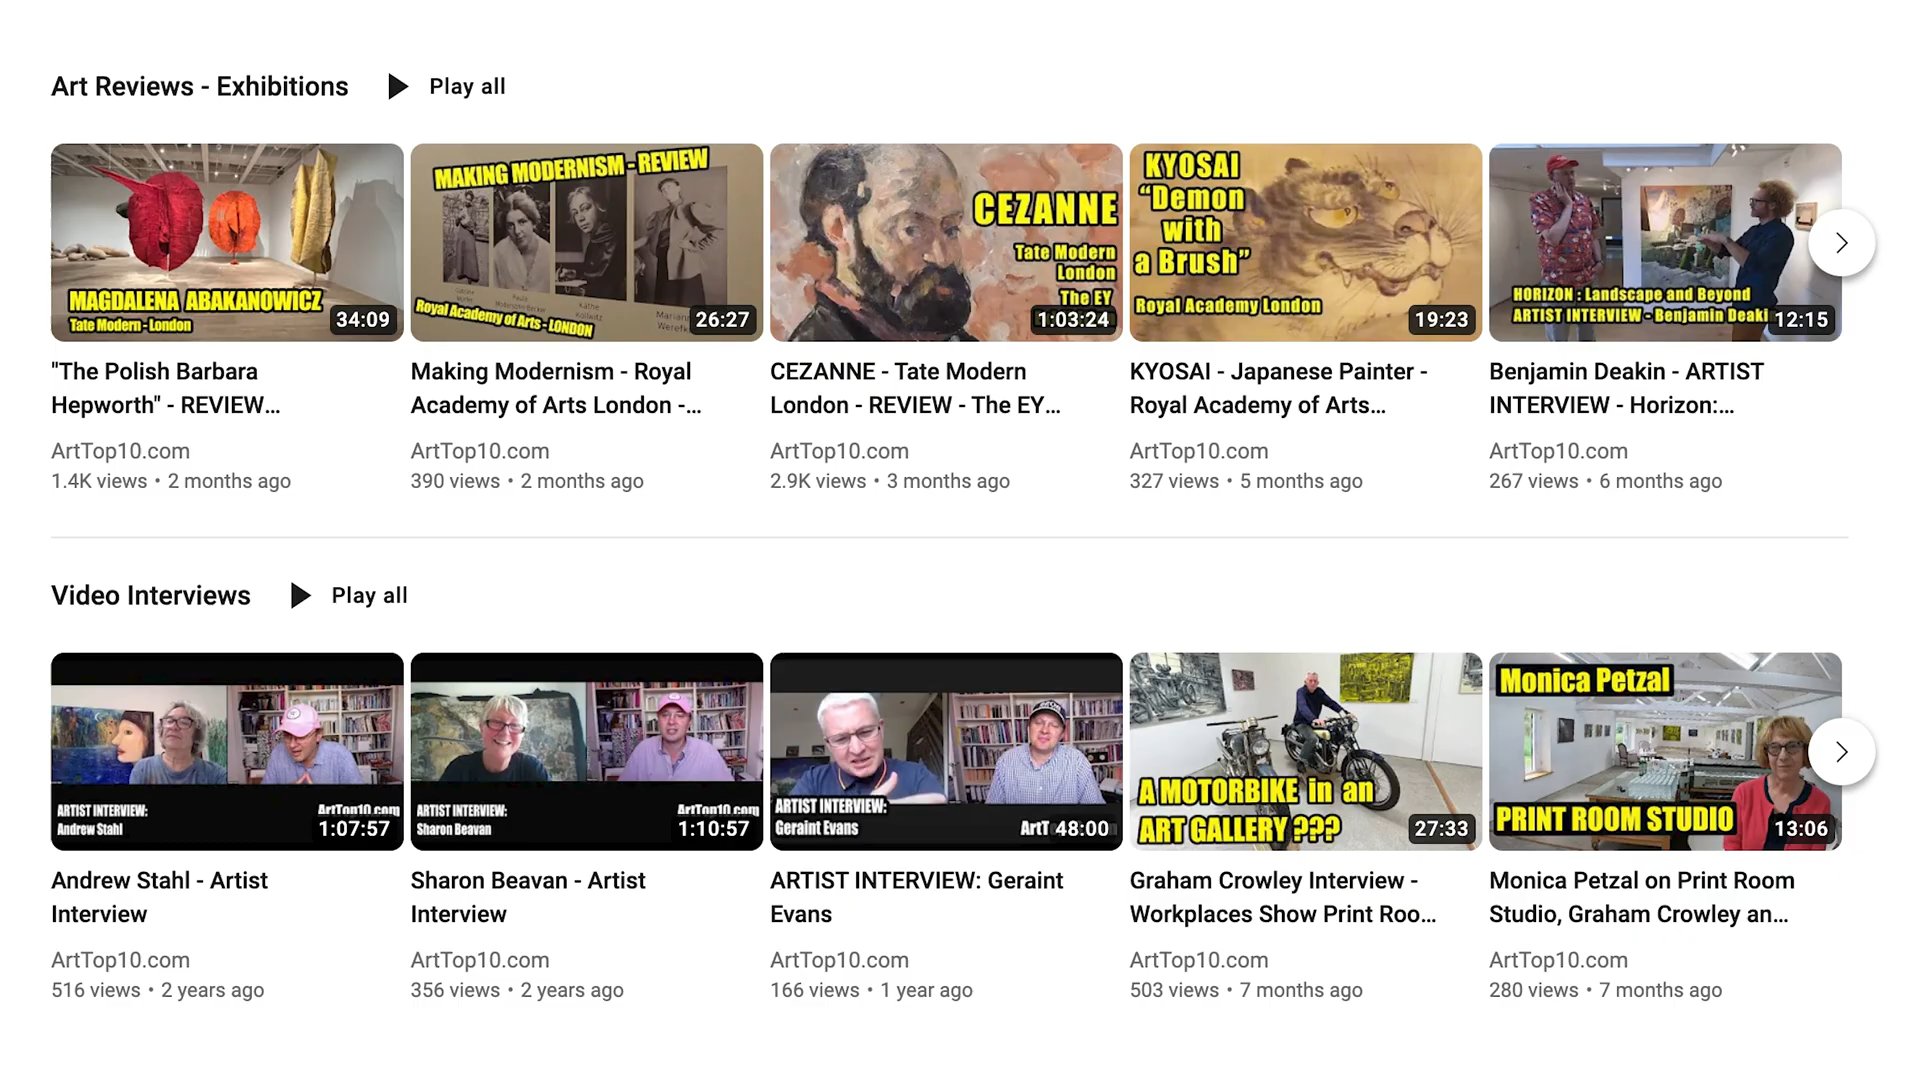 Art Reviews - Exhibitions
Play all
MAGDALENA ABAKANOWICZ
Tate Modern - London
34:09
"The Polish Barbara
Hepworth" - REVIEW...
ArtTop10.com
1.4K views • 2 months ago
MAKING MODERNISM - REVIEW
Käthe
Kollwitz
Royal Academy of Arts - LONDON
26:27
Making Modernism - Royal
Academy of Arts London -...
ArtTop10.com
390 views • 2 months ago
CEZANNE
Tate Modern
London
The EY
1:03:24
CEZANNE - Tate Modern
London - REVIEW - The EY...
ArtTop10.com
2.9K views • 3 months ago
KYOSAI
“Demon
with
a Brush”
Royal Academy London
19:23
KYOSAI - Japanese Painter -
Royal Academy of Arts...
ArtTop10.com
327 views • 5 months ago
HORIZON : Landscape and Beyond
ARTIST INTERVIEW - Benjamin Deaki
12:15
Benjamin Deakin - ARTIST
INTERVIEW - Horizon:...
ArtTop10.com
267 views • 6 months ago
Video Interviews
Play all
ARTIST INTERVIEW:
Andrew Stahl
ArtTop10.com
1:07:57
Andrew Stahl - Artist
Interview
ArtTop10.com
516 views • 2 years ago
ARTIST INTERVIEW:
Sharon Beavan
ArtTop10.com
1:10:57
Sharon Beavan - Artist
Interview
ArtTop10.com
356 views • 2 years ago
ARTIST INTERVIEW:
Geraint Evans
ArtT
48:00
ARTIST INTERVIEW: Geraint
Evans
ArtTop10.com
166 views • 1 year ago
A MOTORBIKE in an
ART GALLERY ???
27:33
Graham Crowley Interview -
Workplaces Show Print Roo...
ArtTop10.com
503 views • 7 months ago
Monica Petzal
PRINT ROOM STUDIO
13:06
Monica Petzal on Print Room
Studio, Graham Crowley an...
ArtTop10.com
280 views • 7 months ago